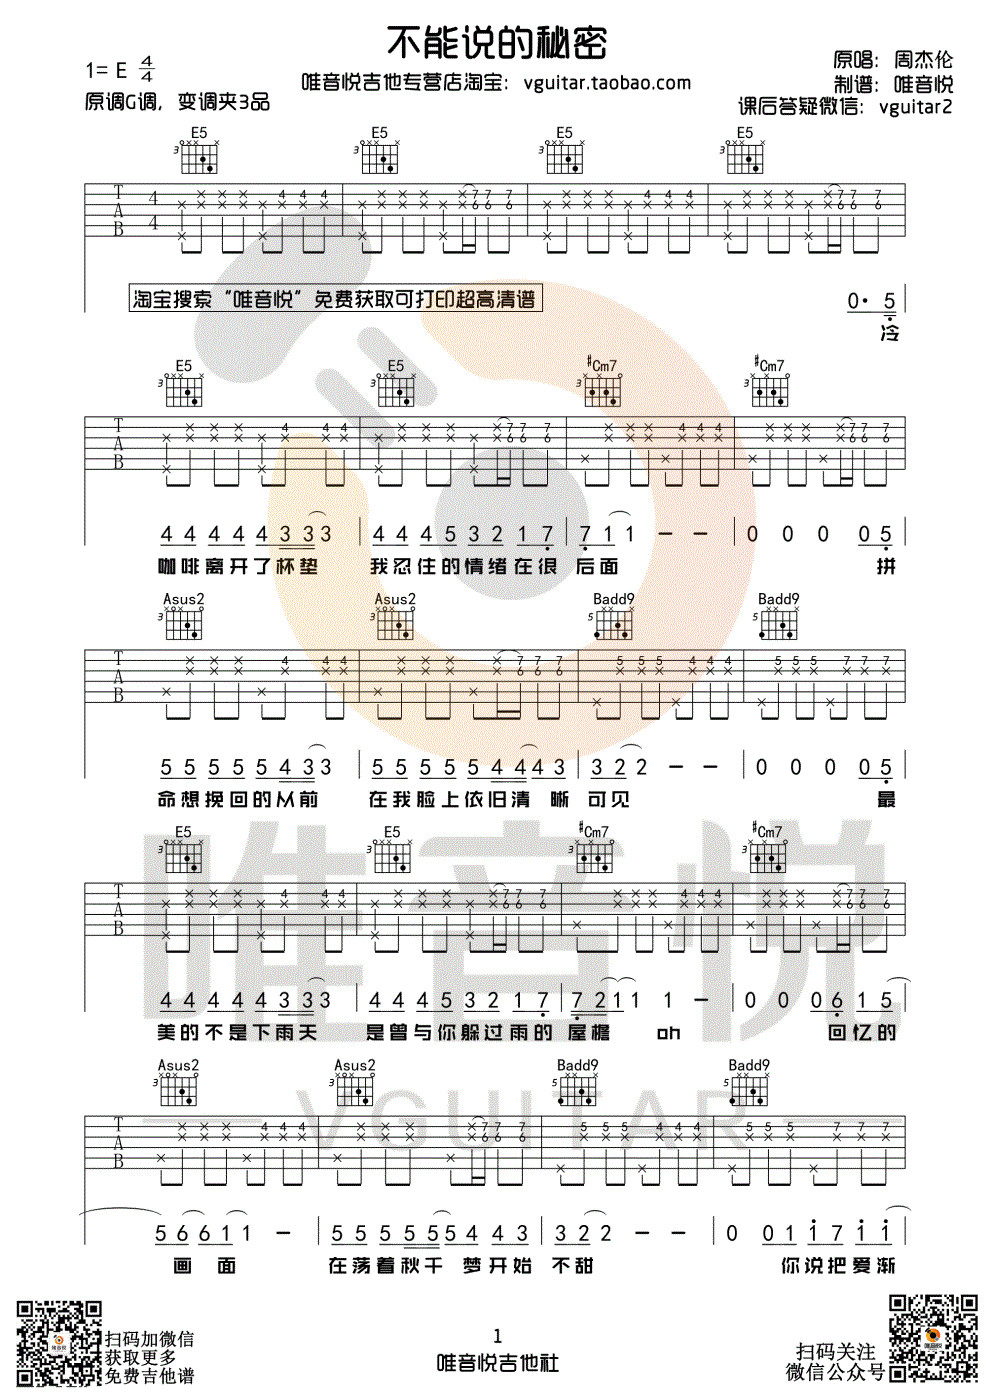 不能说的秘密
1= E 4/4
原调G调，变调夹3品
唯音悦吉他专营店淘宝：vguitar.taobao.com
原唱：周杰伦
制谱：唯音悦
课后答疑微信：vguitar2
E5 E5 E5 E5
淘宝搜索“唯音悦”免费获取可打印超高清谱
0· 5
冷
E5 E5 #Cm7 #Cm7
4 4 4 4 4 3 3 3 4 4 4 5 3 2 1 7 7 1 1 - - 0 0 0 0 5
咖啡离开了杯垫 我忍住的情绪在很 后面 拼
Asus2 Asus2 Badd9 Badd9
5 5 5 5 5 4 3 3 5 5 5 5 5 4 4 4 3 3 2 2 - - 0 0 0 0 5
命想挽回的从前 在我脸上依旧清 晰 可见 最
E5 E5 #Cm7 #Cm7
4 4 4 4 4 3 3 3 4 4 4 5 3 2 1 7 7 2 1 1 1 - 0 0 0 6 1 5
美的不是下雨天 是曾与你躲过雨的 屋檐 oh 回忆的
Asus2 Asus2 Badd9 Badd9
5 6 6 1 1 - 5 5 5 5 5 5 4 4 3 3 2 2 - 0 0 1 1 7 1 1
画 面 在荡着秋千 梦开始 不甜 你说把爱渐
唯音悦
VGUITAR
扫码加微信
获取更多
免费吉他谱
1
唯音悦吉他社
扫码关注
微信公众号